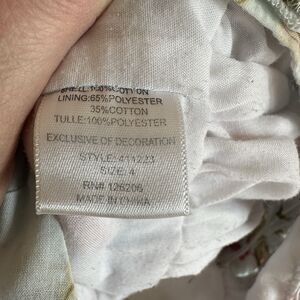 SHELL:100%COTTON
LINING:65%POLYESTER
35%COTTON
TULLE:100%POLYESTER
EXCLUSIVE OF DECORATION
STYLE:411223
SIZE: 4
RN# 126206
MADE IN CHINA